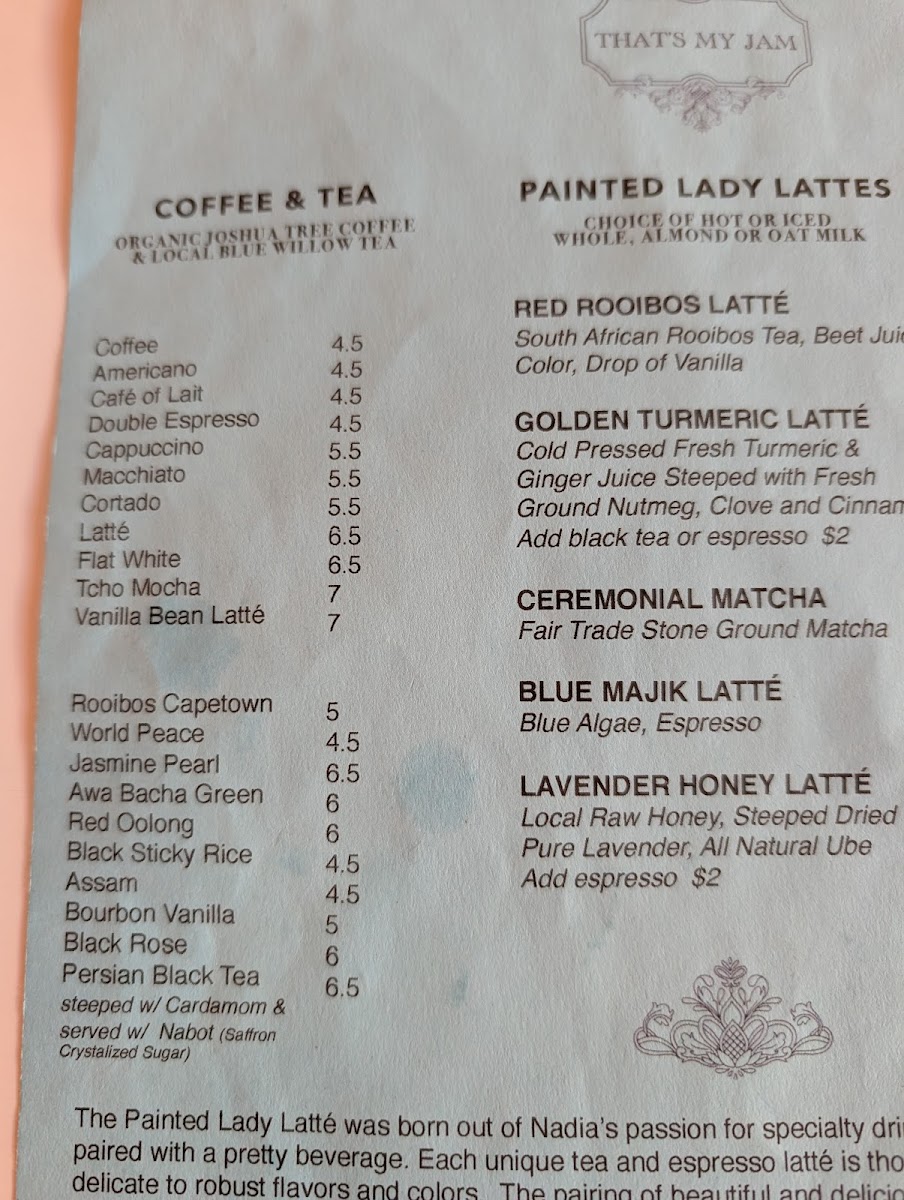 THAT'S MY JAM
COFFEE & TEA
ORGANIC JOSHUA TREE COFFEE
& LOCAL BLUE WILLOW TEA
Coffee 4.5
Americano 4.5
Café of Lait 4.5
Double Espresso 4.5
Cappuccino 5.5
Macchiato 5.5
Cortado 5.5
Latté 6.5
Flat White 6.5
Tcho Mocha 7
Vanilla Bean Latté 7
Rooibos Capetown 5
World Peace 4.5
Jasmine Pearl 6.5
Awa Bacha Green 6
Red Oolong 6
Black Sticky Rice 4.5
Assam 4.5
Bourbon Vanilla 5
Black Rose 6
Persian Black Tea 6.5
steeped w/ Cardamom &
served w/ Nabot (Saffron
Crystalized Sugar)
PAINTED LADY LATTES
CHOICE OF HOT OR ICED
WHOLE, ALMOND OR OAT MILK
RED ROOIBOS LATTÉ
South African Rooibos Tea, Beet
Color, Drop of Vanilla
GOLDEN TURMERIC LATTÉ
Cold Pressed Fresh Turmeric &
Ginger Juice Steeped with Fresh
Ground Nutmeg, Clove and
Add black tea or espresso $2
CEREMONIAL MATCHA
Fair Trade Stone Ground Matcha
BLUE MAJIK LATTÉ
Blue Algae, Espresso
LAVENDER HONEY LATTÉ
Local Raw Honey, Steeped Dried
Pure Lavender, All Natural Ube
Add espresso $2
The Painted Lady Latté was born out of Nadia's passion for specialty
paired with a pretty beverage. Each unique tea and espresso latté is
delicate to robust flavors and colors. The pairing of beautiful and